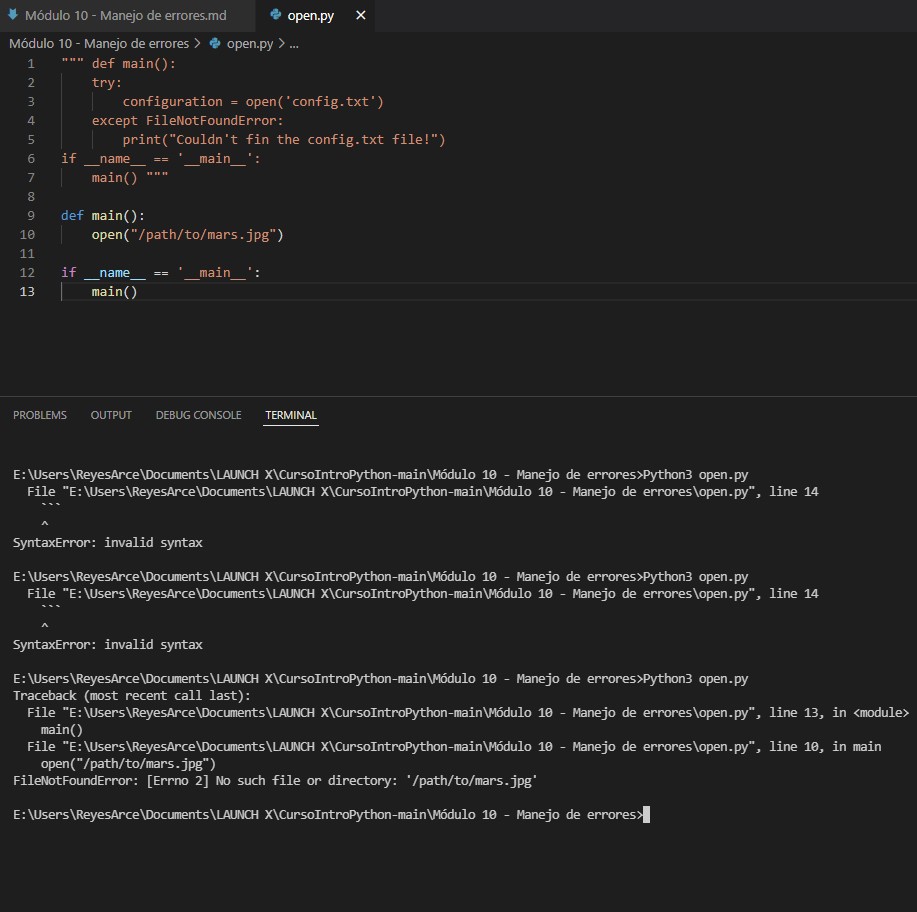 Módulo 10 - Manejo de errores.md
open.py
Módulo 10 - Manejo de errores > open.py > ...
1 """ def main():
2 try:
3 configuration = open('config.txt')
4 except FileNotFoundError:
5 print("Couldn't fin the config.txt file!")
6 if __name__ == '__main__':
7 main() """
8
9 def main():
10 open("/path/to/mars.jpg")
11
12 if __name__ == '__main__':
13 main()
PROBLEMS OUTPUT DEBUG CONSOLE TERMINAL
E:\Users\ReyesArce\Documents\LAUNCH X\CursoIntroPython-main\Módulo 10 - Manejo de errores>Python3 open.py
File "E:\Users\ReyesArce\Documents\LAUNCH X\CursoIntroPython-main\Módulo 10 - Manejo de errores\open.py", line 14
```
^
SyntaxError: invalid syntax
E:\Users\ReyesArce\Documents\LAUNCH X\CursoIntroPython-main\Módulo 10 - Manejo de errores>Python3 open.py
File "E:\Users\ReyesArce\Documents\LAUNCH X\CursoIntroPython-main\Módulo 10 - Manejo de errores\open.py", line 14
```
^
SyntaxError: invalid syntax
E:\Users\ReyesArce\Documents\LAUNCH X\CursoIntroPython-main\Módulo 10 - Manejo de errores>Python3 open.py
Traceback (most recent call last):
File "E:\Users\ReyesArce\Documents\LAUNCH X\CursoIntroPython-main\Módulo 10 - Manejo de errores\open.py", line 13, in <module>
main()
File "E:\Users\ReyesArce\Documents\LAUNCH X\CursoIntroPython-main\Módulo 10 - Manejo de errores\open.py", line 10, in main
open("/path/to/mars.jpg")
FileNotFoundError: [Errno 2] No such file or directory: '/path/to/mars.jpg'
E:\Users\ReyesArce\Documents\LAUNCH X\CursoIntroPython-main\Módulo 10 - Manejo de errores>